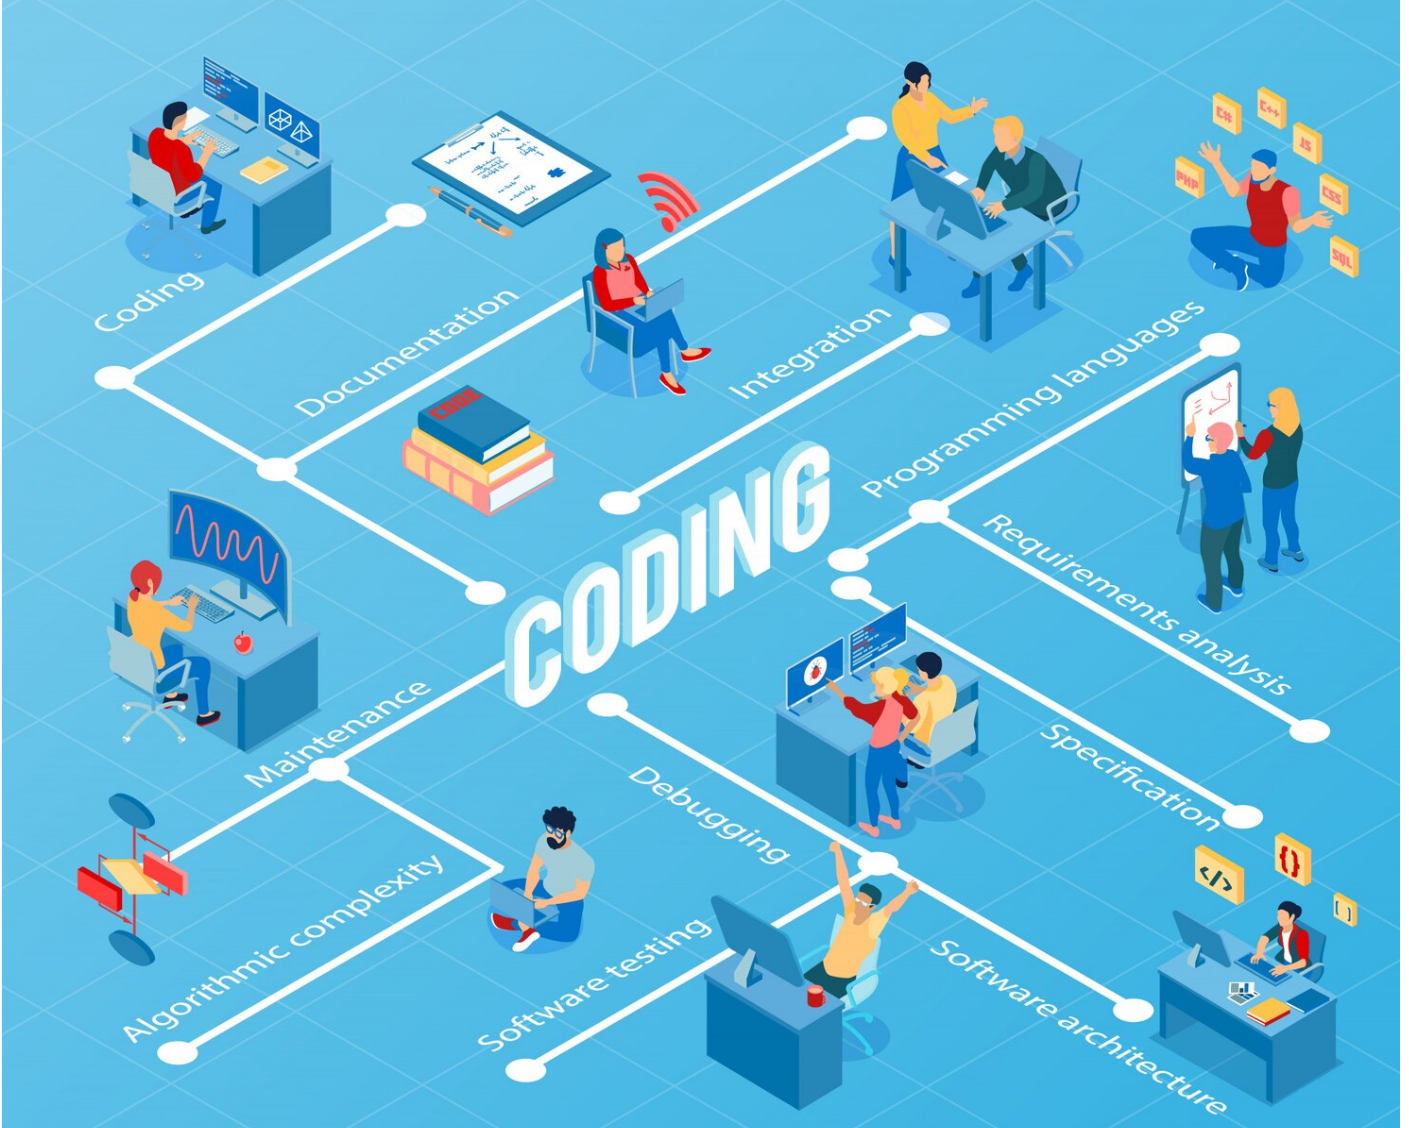 C++
C#
JS
PHP
CSS
SQL
Coding
Documentation
Integration
Programming languages
CODE
CODING
Requirements analysis
Maintenance
Specification
Debugging
</>
{}
[ ]
Algorithmic complexity
Software testing
Software architecture